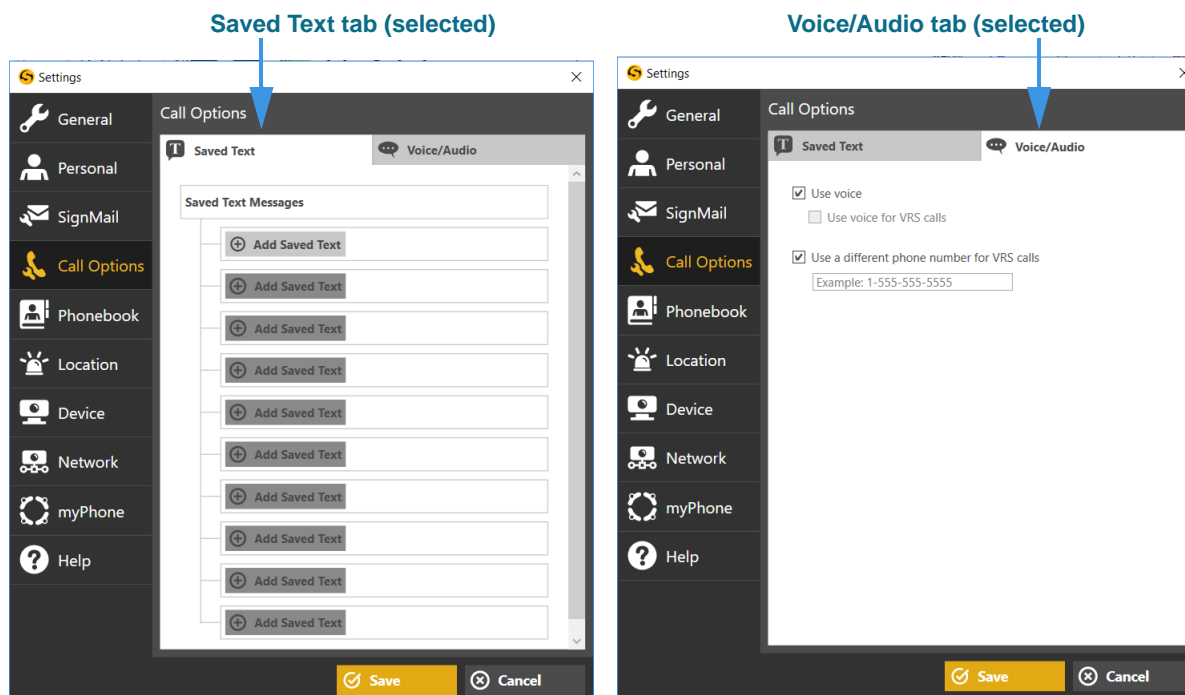 Saved Text tab (selected)
Settings
General
Personal
SignMail
Call Options
Phonebook
Location
Device
Network
myPhone
Help
Call Options
Saved Text
Voice/Audio
Saved Text Messages
Add Saved Text
Add Saved Text
Add Saved Text
Add Saved Text
Add Saved Text
Add Saved Text
Add Saved Text
Add Saved Text
Add Saved Text
Add Saved Text
Save
Cancel
Voice/Audio tab (selected)
Settings
General
Personal
SignMail
Call Options
Phonebook
Location
Device
Network
myPhone
Help
Call Options
Saved Text
Voice/Audio
Use voice
Use voice for VRS calls
Use a different phone number for VRS calls
Example: 1-555-555-5555
Save
Cancel